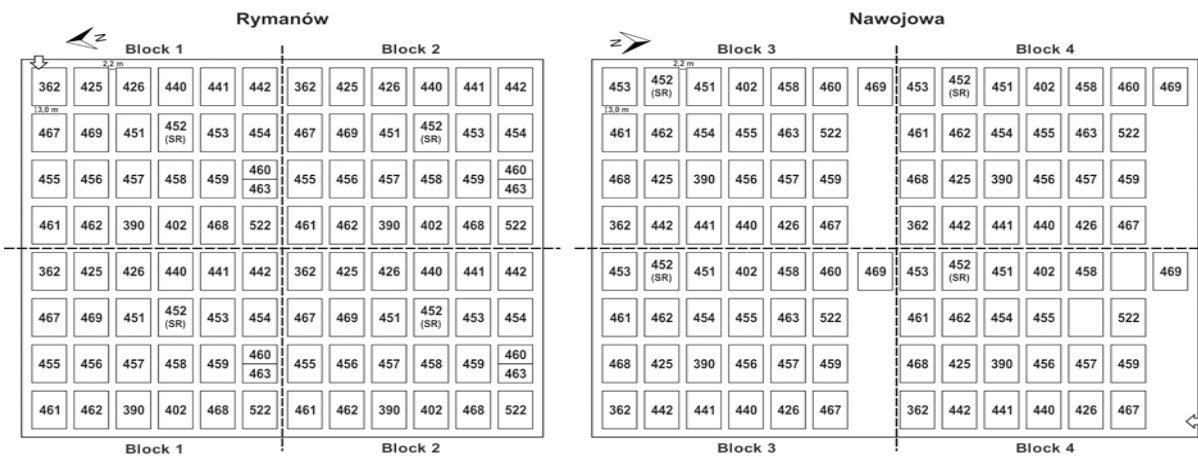 Rymanów
N
Block 1 Block 2
2,2 m
362 425 426 440 441 442 362 425 426 440 441 442
3,0 m
467 469 451 452 (SR) 453 454 467 469 451 452 (SR) 453 454
455 456 457 458 459 460 463 455 456 457 458 459 460 463
461 462 390 402 468 522 461 462 390 402 468 522
362 425 426 440 441 442 362 425 426 440 441 442
467 469 451 452 (SR) 453 454 467 469 451 452 (SR) 453 454
455 456 457 458 459 460 463 455 456 457 458 459 460 463
461 462 390 402 468 522 461 462 390 402 468 522
Block 1 Block 2
Nawojowa
N
Block 3 Block 4
2,2 m
453 452 (SR) 451 402 458 460 469 453 452 (SR) 451 402 458 460 469
3,0 m
461 462 454 455 463 522 461 462 454 455 463 522
468 425 390 456 457 459 468 425 390 456 457 459
362 442 441 440 426 467 362 442 441 440 426 467
453 452 (SR) 451 402 458 460 469 453 452 (SR) 451 402 458 469
461 462 454 455 463 522 461 462 454 455 522
468 425 390 456 457 459 468 425 390 456 457 459
362 442 441 440 426 467 362 442 441 440 426 467
Block 3 Block 4